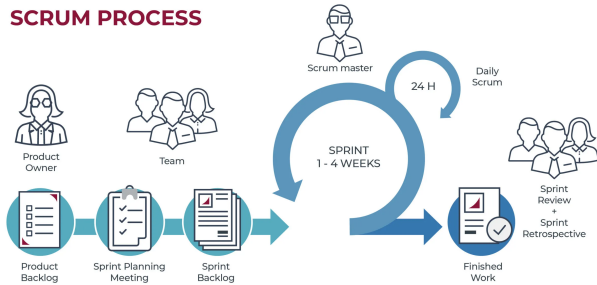 SCRUM PROCESS
Scrum master
24 H
Daily
Scrum
Product
Owner
Team
SPRINT
1 - 4 WEEKS
Sprint
Review
+
Sprint
Retrospective
Product
Backlog
Sprint Planning
Meeting
Sprint
Backlog
Finished
Work